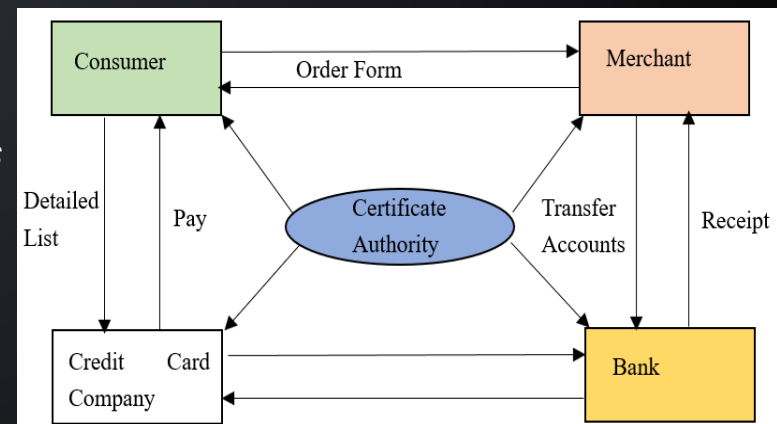 Consumer
Merchant
Order Form
Detailed
List
Pay
Certificate
Authority
Transfer
Accounts
Receipt
Credit Card
Company
Bank